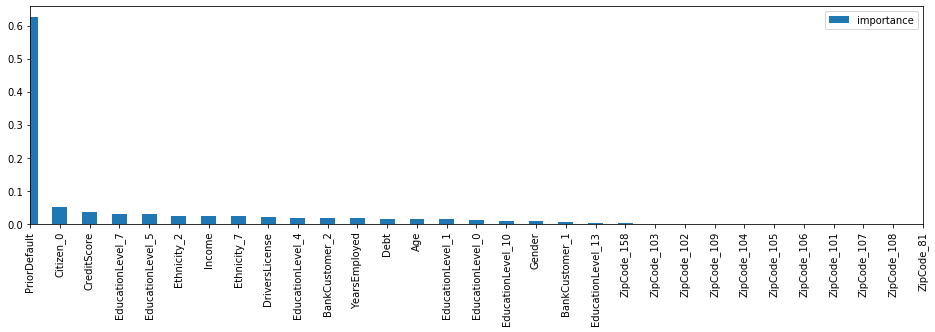 importance
0.6
0.5
0.4
0.3
0.2
0.1
0.0
PriorDefault
Citizen_0
CreditScore
EducationLevel_7
EducationLevel_5
Ethnicity_2
Income
Ethnicity_7
DriversLicense
EducationLevel_4
BankCustomer_2
YearsEmployed
Debt
Age
EducationLevel_1
EducationLevel_0
EducationLevel_10
Gender
BankCustomer_1
EducationLevel_13
ZipCode_158
ZipCode_103
ZipCode_102
ZipCode_109
ZipCode_104
ZipCode_105
ZipCode_106
ZipCode_101
ZipCode_107
ZipCode_108
ZipCode_81